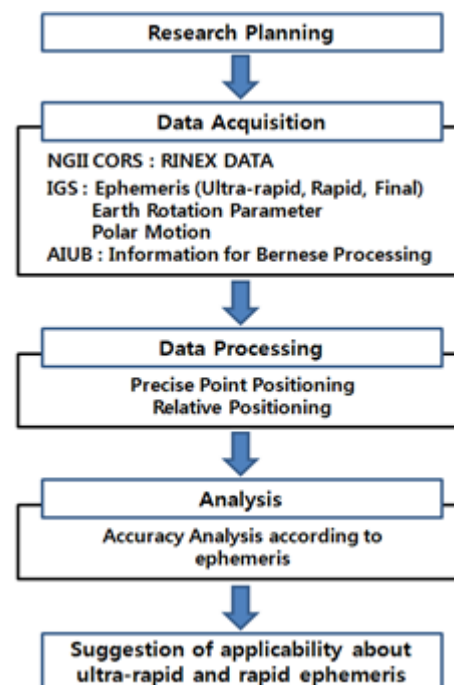 Research Planning
Data Acquisition
NGII CORS : RINEX DATA
IGS : Ephemeris (Ultra-rapid, Rapid, Final)
Earth Rotation Parameter
Polar Motion
AIUB : Information for Bernese Processing
Data Processing
Precise Point Positioning
Relative Positioning
Analysis
Accuracy Analysis according to
ephemeris
Suggestion of applicability about
ultra-rapid and rapid ephemeris